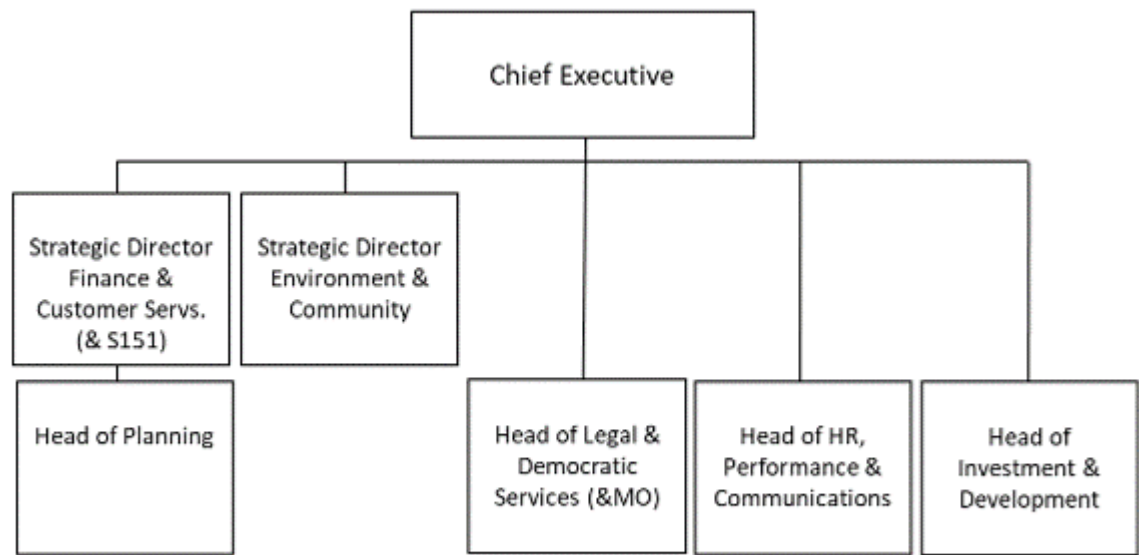 Chief Executive
Strategic Director
Finance &
Customer Servs.
(& S151)
Strategic Director
Environment &
Community
Head of Planning
Head of Legal &
Democratic
Services (&MO)
Head of HR,
Performance &
Communications
Head of
Investment &
Development